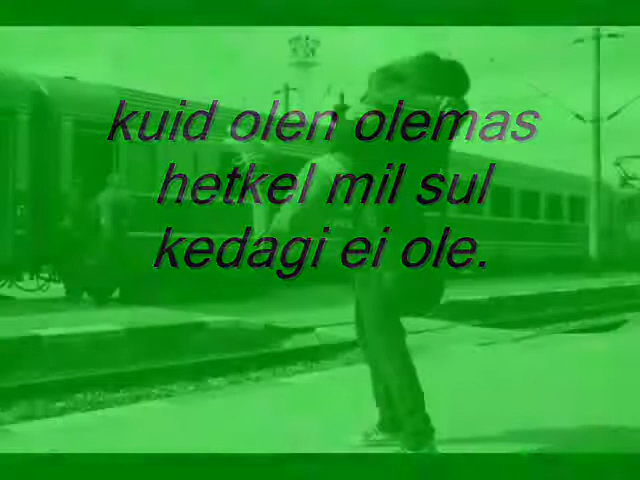 kuid olen olemas
hetkel mil sul
kedagi ei ole.